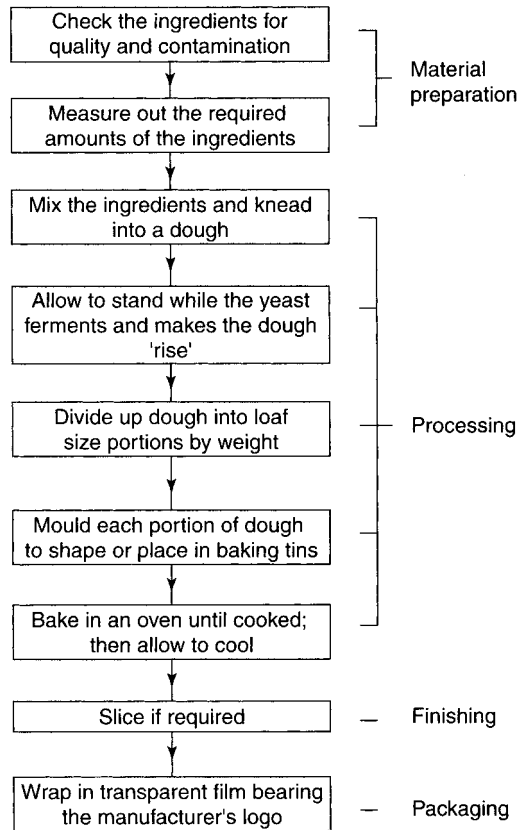 Check the ingredients for
quality and contamination
Material
preparation
Measure out the required
amounts of the ingredients
Mix the ingredients and knead
into a dough
Allow to stand while the yeast
ferments and makes the dough
'rise'
Divide up dough into loaf
size portions by weight
Processing
Mould each portion of dough
to shape or place in baking tins
Bake in an oven until cooked;
then allow to cool
Slice if required
Finishing
Wrap in transparent film bearing
the manufacturer's logo
Packaging